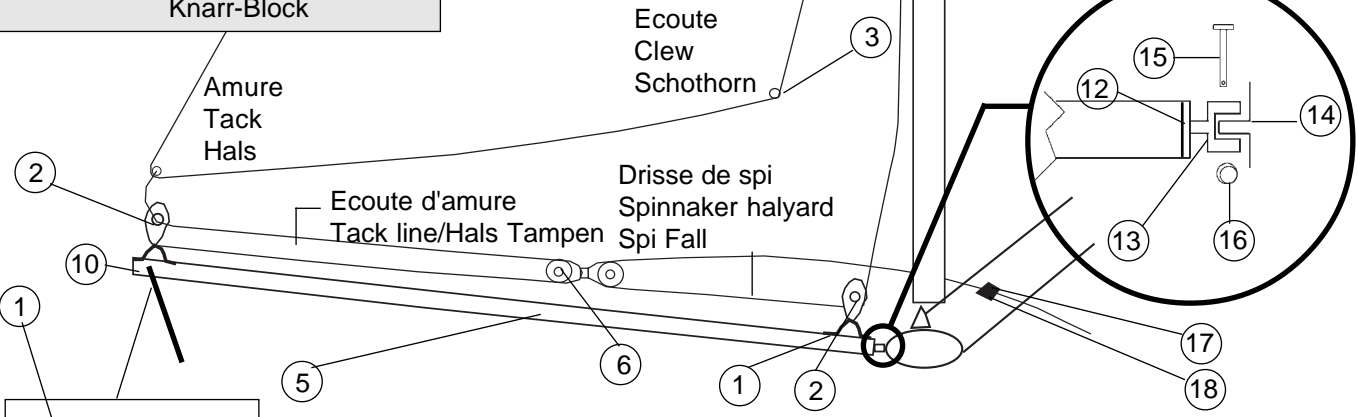 Knarr-Block
Ecoute
Clew
Schothorn
3
Amure
Tack
Hals
15
12
14
2
Drisse de spi
Spinnaker halyard
Spi Fall
Ecoute d'amure
Tack line/Hals Tampen
13
16
10
1
17
6
5
1
2
18